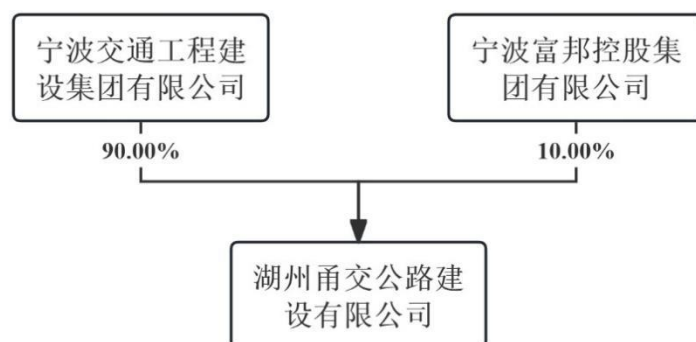 宁波交通工程建
设集团有限公司
宁波富邦控股集
团有限公司
90.00%
10.00%
湖州甬交公路建
设有限公司